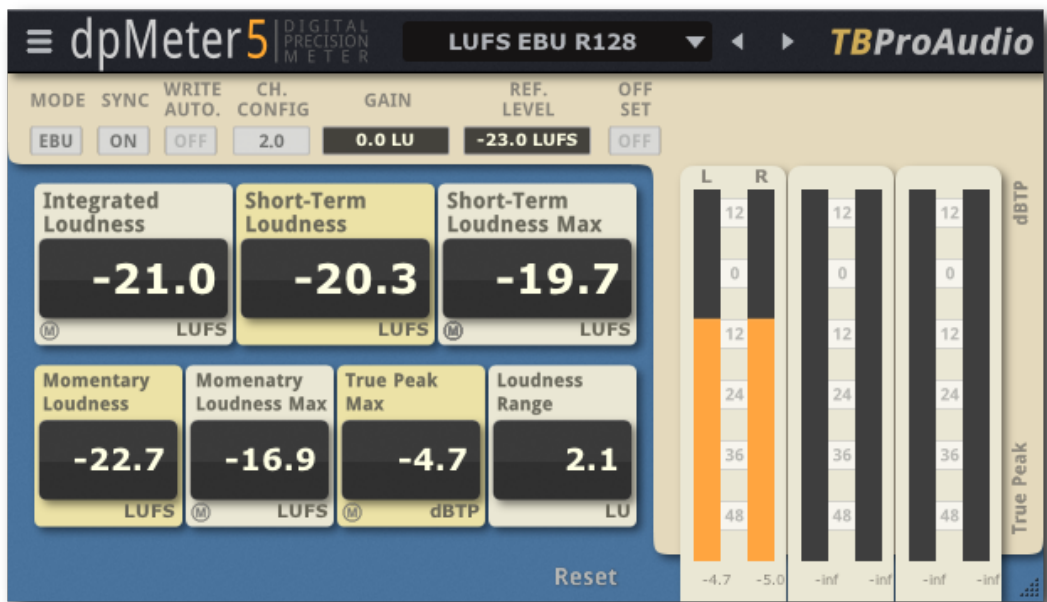 ≡ dpMeter5 DIGITAL PRECISION METER LUFS EBU R128 TBProAudio
MODE SYNC WRITE AUTO. CH. CONFIG GAIN REF. LEVEL OFF SET
EBU ON OFF 2.0 0.0 LU -23.0 LUFS OFF
Integrated Loudness
-21.0
M LUFS
Short-Term Loudness
-20.3
LUFS
Short-Term Loudness Max
-19.7
M LUFS
Momentary Loudness
-22.7
LUFS
Momenatry Loudness Max
-16.9
M LUFS
True Peak Max
-4.7
M dBTP
Loudness Range
2.1
LU
Reset
L R
12 12 12
0 0 0
12 12 12
24 24 24
36 36 36
48 48 48
-4.7 -5.0 -inf -inf -inf -inf
dBTP
True Peak